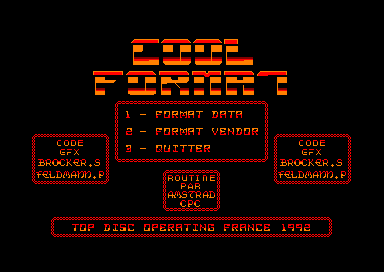 COOL
FORMAT
1 - FORMAT DATA
2 - FORMAT VENDOR
3 - QUITTER
CODE
GFX
BROCKER.S
FELDMANN.P
CODE
GFX
BROCKER.S
FELDMANN.P
ROUTINE
PAR
AMSTRAD
CPC
TOP DISC OPERATING FRANCE 1992